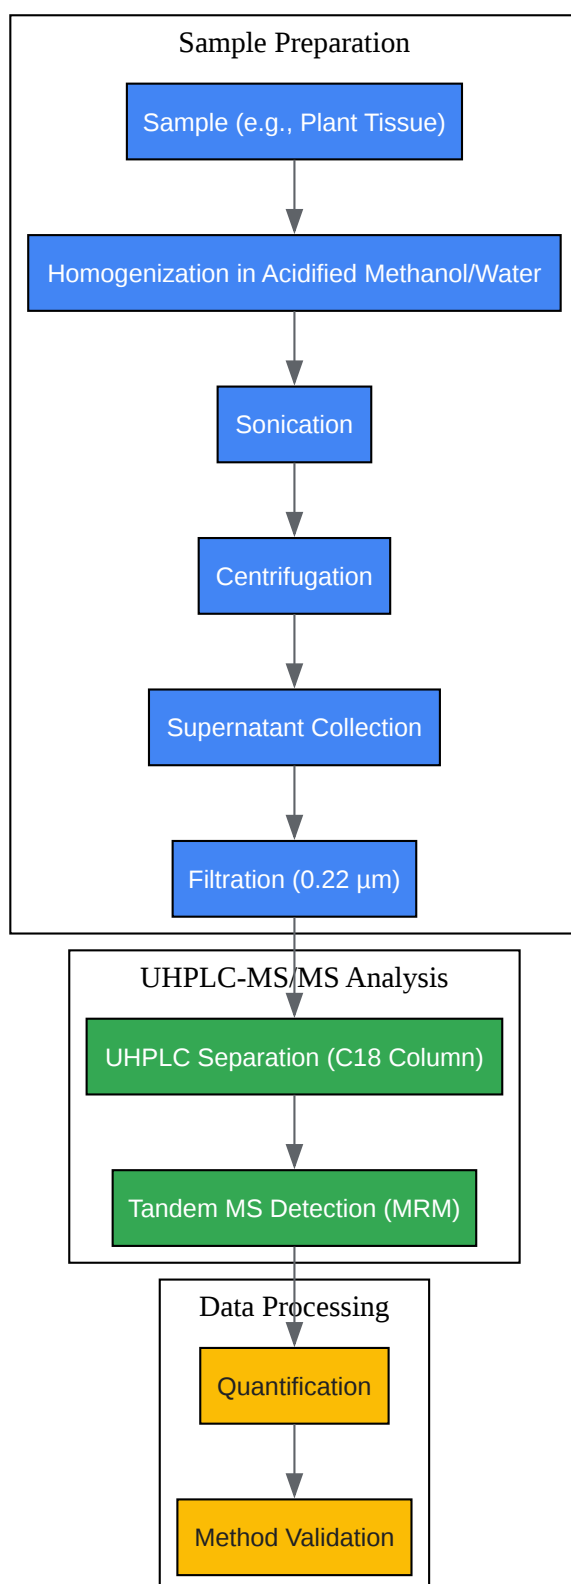 Sample Preparation
Sample (e.g., Plant Tissue)
Homogenization in Acidified Methanol/Water
Sonication
Centrifugation
Supernatant Collection
Filtration (0.22 µm)
UHPLC-MS/MS Analysis
UHPLC Separation (C18 Column)
Tandem MS Detection (MRM)
Data Processing
Quantification
Method Validation